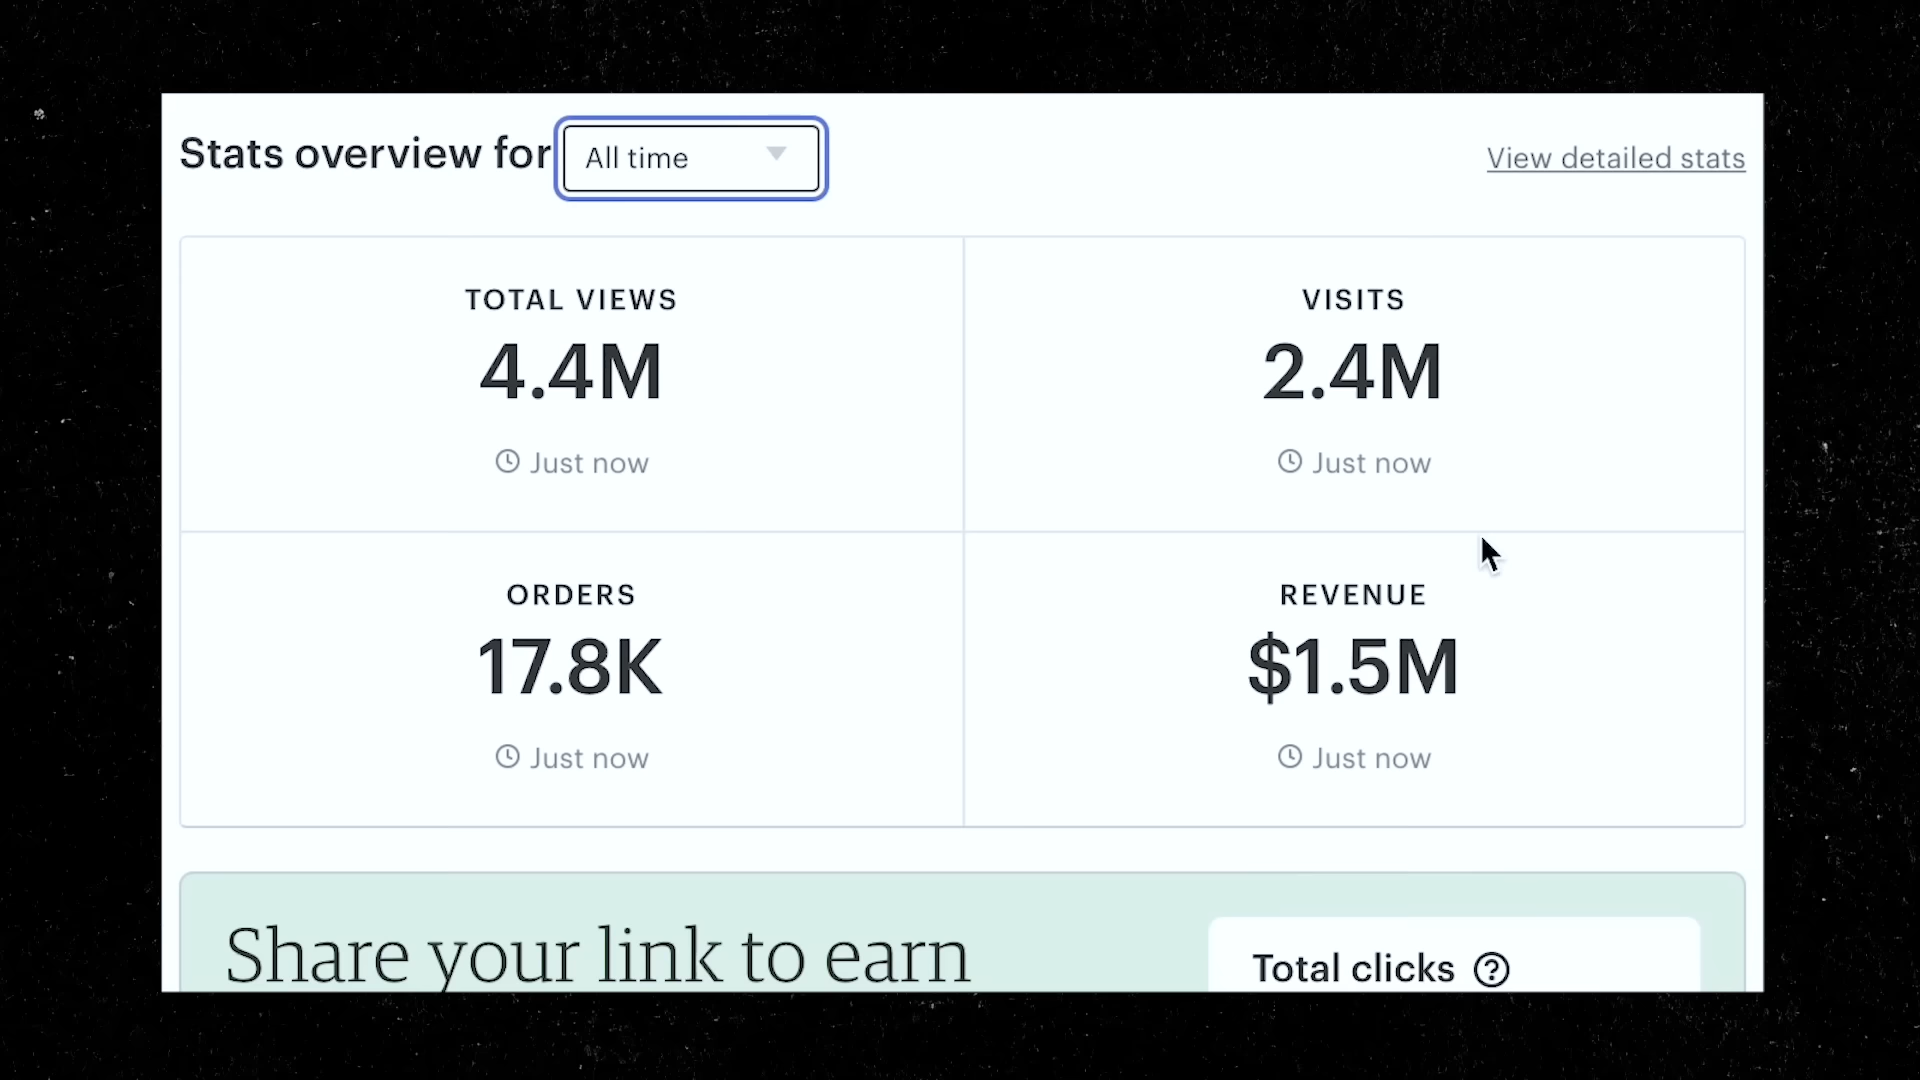 Stats overview for All time View detailed stats
TOTAL VIEWS VISITS
4.4M 2.4M
Just now Just now
ORDERS REVENUE
17.8K $1.5M
Just now Just now
Share your link to earn Total clicks